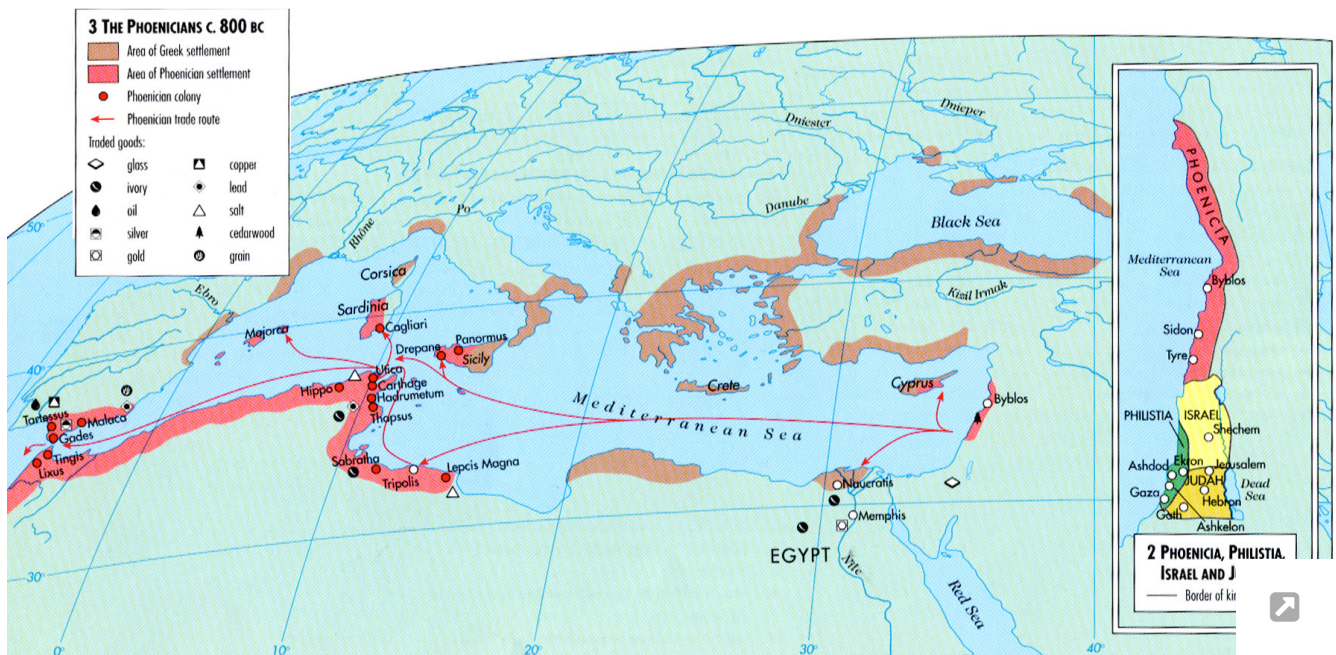 3 THE PHOENICIANS C. 800 BC
Area of Greek settlement
Area of Phoenician settlement
Phoenician colony
Phoenician trade route
Traded goods:
glass
copper
ivory
lead
oil
salt
silver
cedarwood
gold
grain
50°
40
30
0°
10°
20°
30°
40°
Dnieper
Dniester
Danube
Black Sea
Rhône
Po
Ebro
Kizil Irmak
Corsica
Sardinia
Cagliari
Majorca
Drepane
Panormus
Sicily
Utica
Carthage
Hadrumetum
Thapsus
Hippo
Crete
Cyprus
Byblos
Mediterranean Sea
Tartessus
Malaca
Gades
Tingis
Lixus
Sabratha
Tripolis
Lepcis Magna
Naucratis
Memphis
EGYPT
Nile
Red Sea
PHOENICIA
Mediterranean
Sea
Byblos
Sidon
Tyre
PHILISTIA
ISRAEL
Shechem
Ashdod
Ekron
Jerusalem
JUDAH
Gaza
Hebron
Dead
Sea
Gath
Ashkelon
2 PHOENICIA, PHILISTIA,
ISRAEL AND
Border of